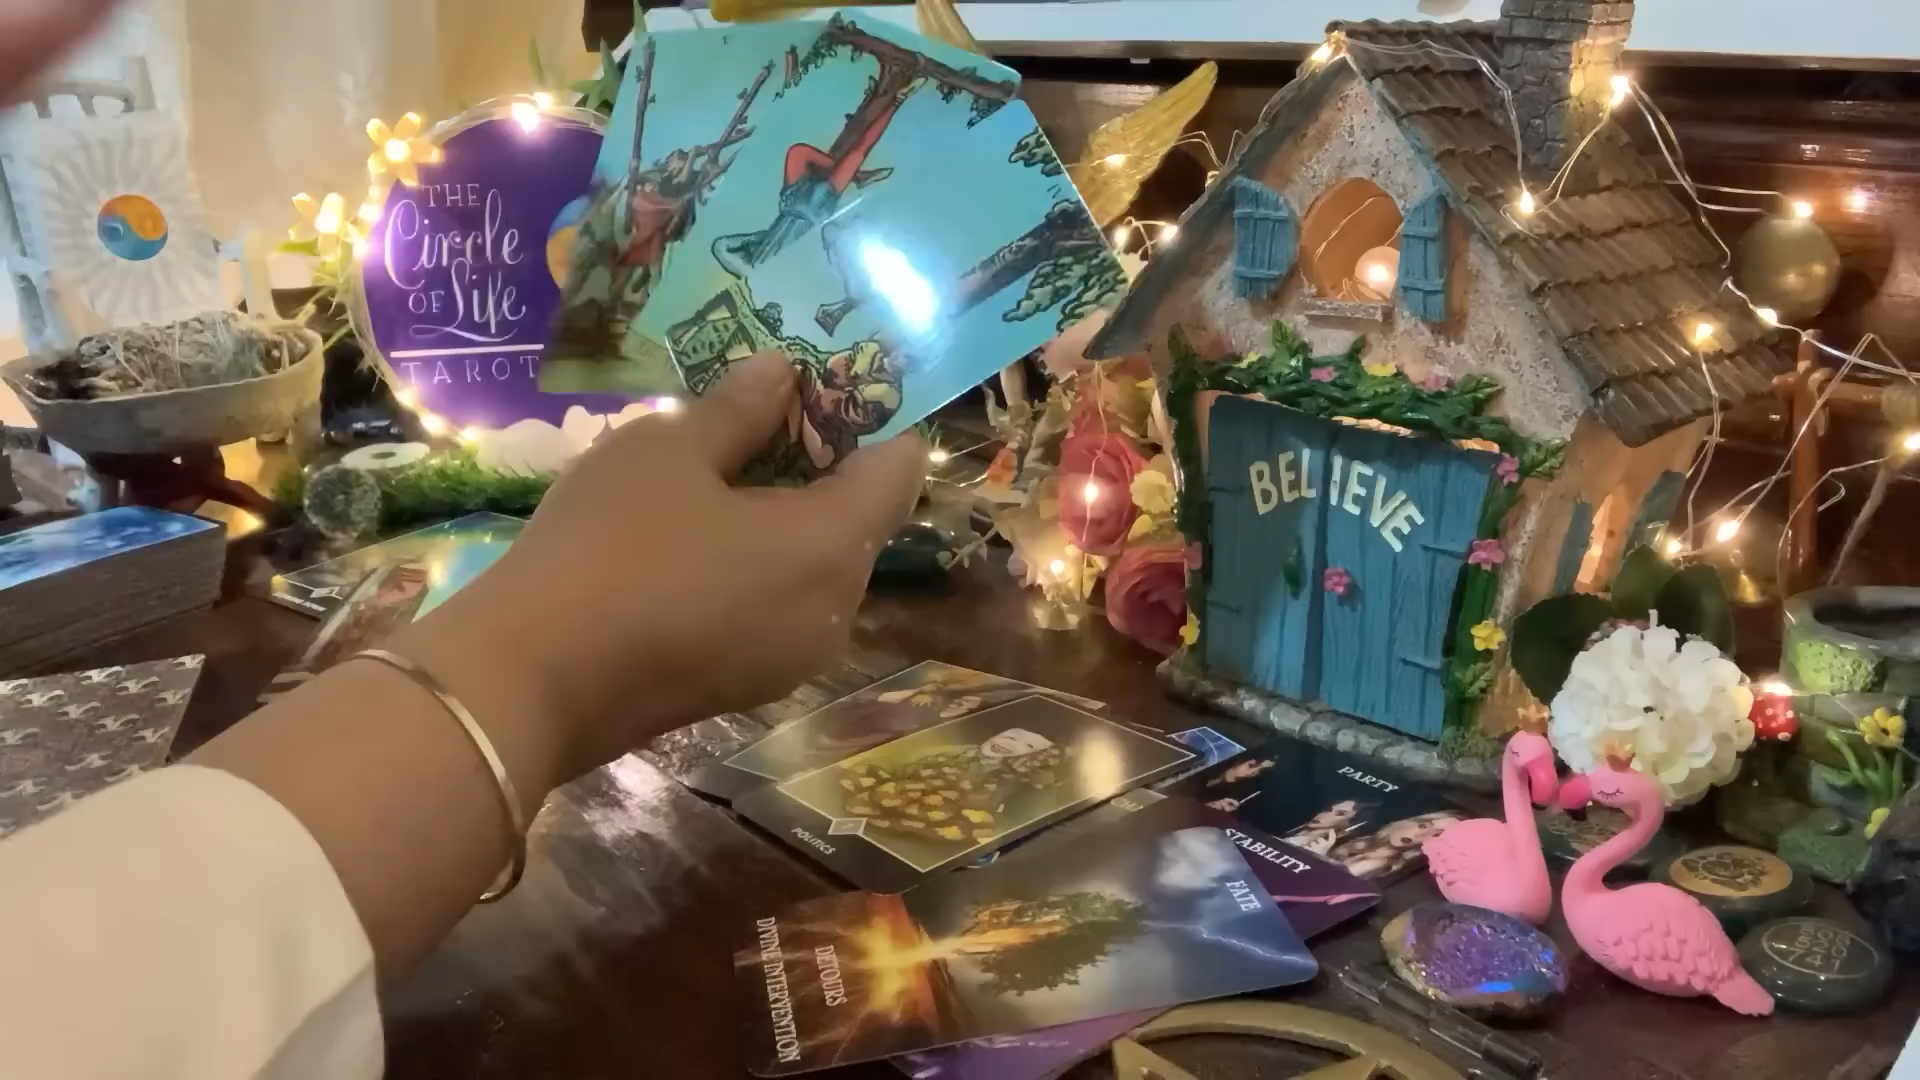 THE
Circle
OF Life
TAROT
BELIEVE
PARTY
STABILITY
FATE
POLITICS
DETOURS
DIVINE INTERVENTION